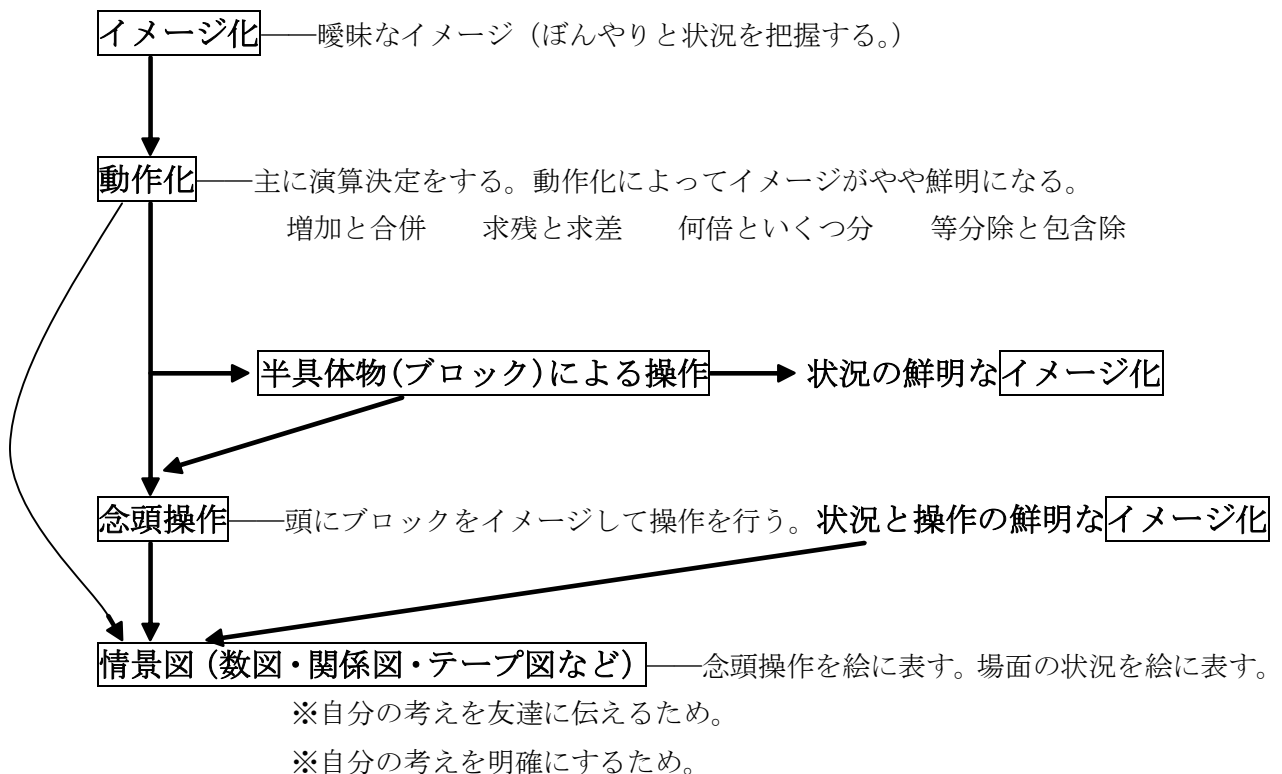 イメージ化――曖昧なイメージ（ぼんやりと状況を把握する。）
動作化――主に演算決定をする。動作化によってイメージがやや鮮明になる。
増加と合併　求残と求差　何倍といくつ分　等分除と包含除
半具体物(ブロック)による操作　状況の鮮明なイメージ化
念頭操作――頭にブロックをイメージして操作を行う。状況と操作の鮮明なイメージ化
情景図（数図・関係図・テープ図など）――念頭操作を絵に表す。場面の状況を絵に表す。
※自分の考えを友達に伝えるため。
※自分の考えを明確にするため。